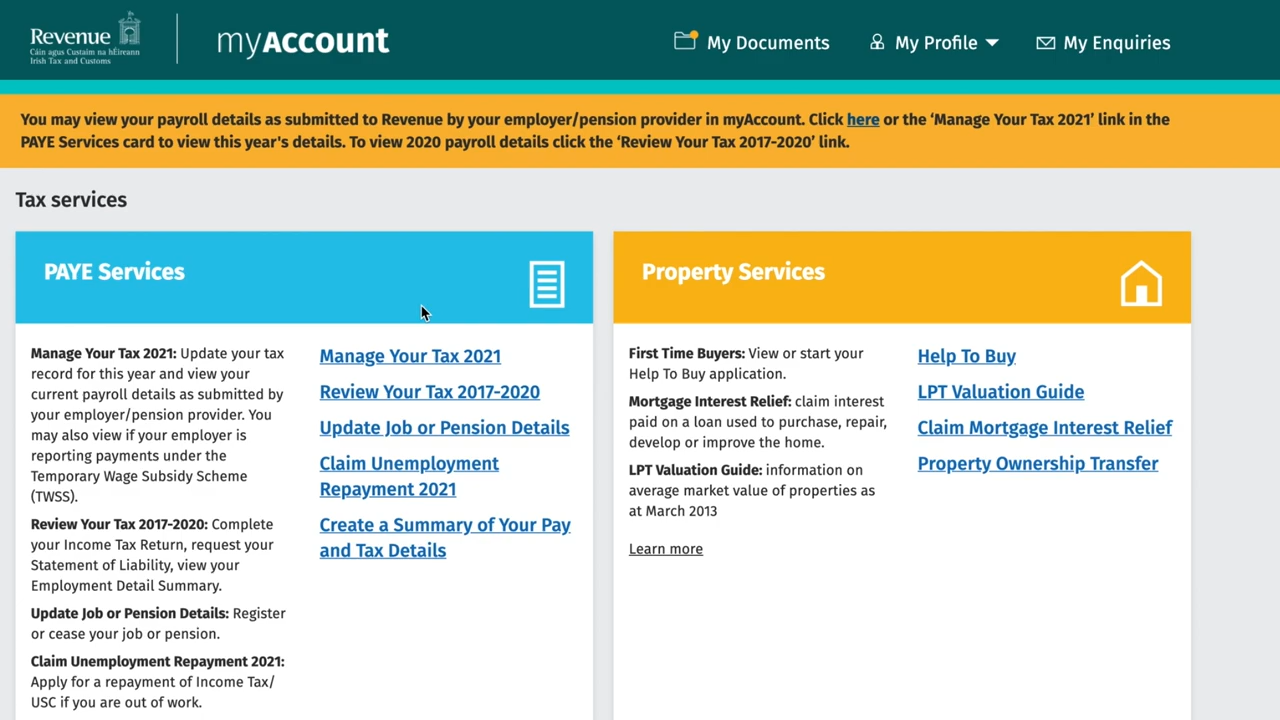 Revenue
Cáin agus Custaim na hÉireann
Irish Tax and Customs
myAccount
My Documents
My Profile
My Enquiries
You may view your payroll details as submitted to Revenue by your employer/pension provider in myAccount. Click here or the ‘Manage Your Tax 2021’ link in the
PAYE Services card to view this year's details. To view 2020 payroll details click the ‘Review Your Tax 2017-2020’ link.
Tax services
PAYE Services
Manage Your Tax 2021: Update your tax
record for this year and view your
current payroll details as submitted by
your employer/pension provider. You
may also view if your employer is
reporting payments under the
Temporary Wage Subsidy Scheme
(TWSS).
Review Your Tax 2017-2020: Complete
your Income Tax Return, request your
Statement of Liability, view your
Employment Detail Summary.
Update Job or Pension Details: Register
or cease your job or pension.
Claim Unemployment Repayment 2021:
Apply for a repayment of Income Tax/
USC if you are out of work.
Manage Your Tax 2021
Review Your Tax 2017-2020
Update Job or Pension Details
Claim Unemployment
Repayment 2021
Create a Summary of Your Pay
and Tax Details
Property Services
First Time Buyers: View or start your
Help To Buy application.
Mortgage Interest Relief: claim interest
paid on a loan used to purchase, repair,
develop or improve the home.
LPT Valuation Guide: information on
average market value of properties as
at March 2013
Learn more
Help To Buy
LPT Valuation Guide
Claim Mortgage Interest Relief
Property Ownership Transfer